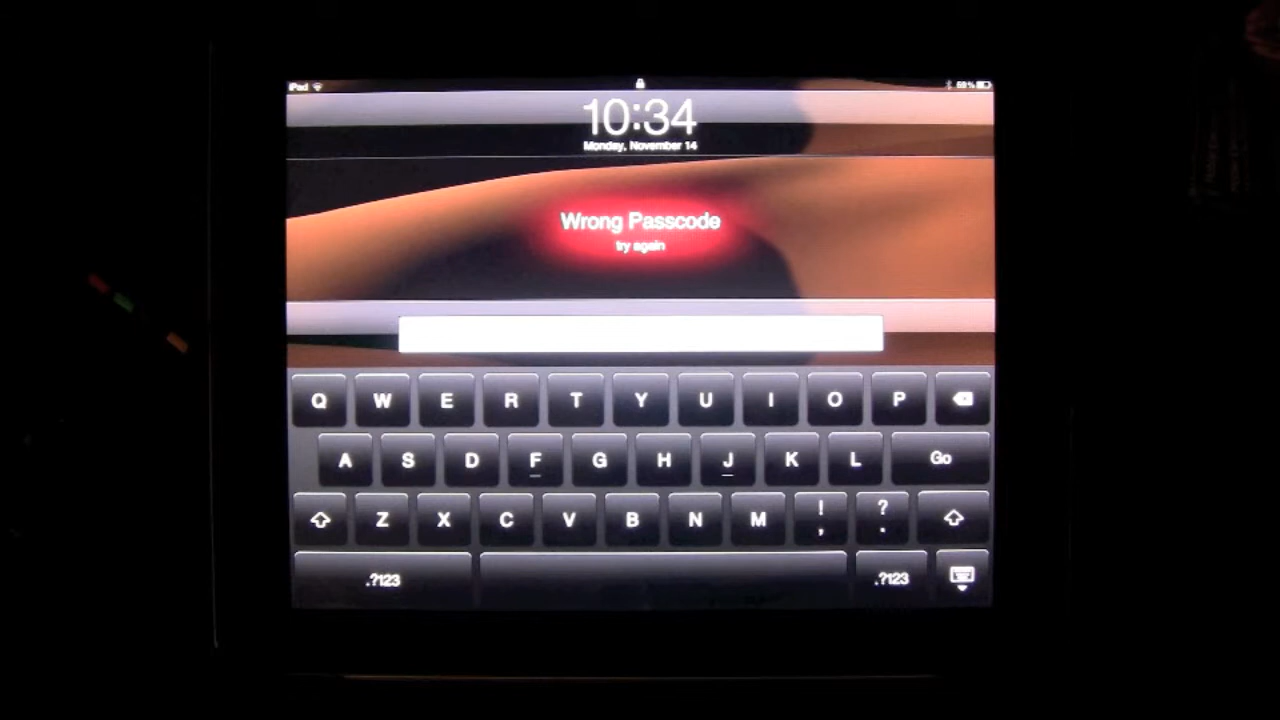 iPad
10:34
Monday, November 14
Wrong Passcode
try again
Q W E R T Y U I O P
A S D F G H J K L Go
Z X C V B N M ! , ? .
.?123 .?123